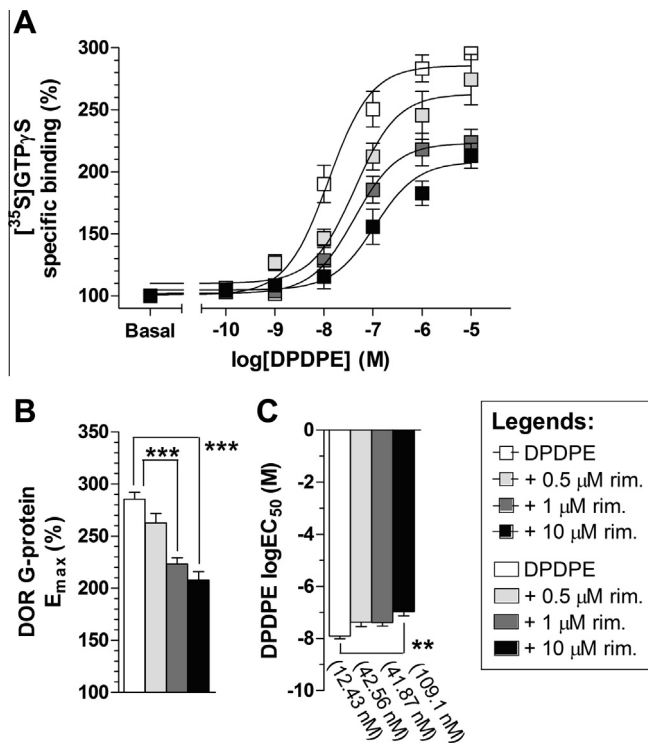 A
[³⁵S]GTPγS
specific binding (%)
300
250
200
150
100
Basal
-10
-9
-8
-7
-6
-5
log[DPDPE] (M)
B
DOR G-protein
Emax (%)
350
300
250
200
150
100
***
***
C
DPDPE logEC₅₀ (M)
0
-2
-4
-6
-8
-10
**
(12.43 nM)
(42.56 nM)
(41.87 nM)
(109.1 nM)
Legends:
DPDPE
+ 0.5 μM rim.
+ 1 μM rim.
+ 10 μM rim.
DPDPE
+ 0.5 μM rim.
+ 1 μM rim.
+ 10 μM rim.